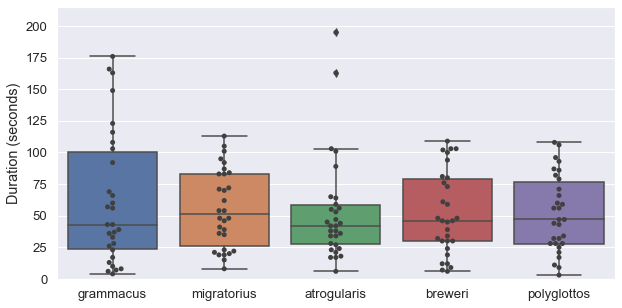 Duration (seconds)
200
175
150
125
100
75
50
25
0
grammacus
migratorius
atrogularis
breweri
polyglottos